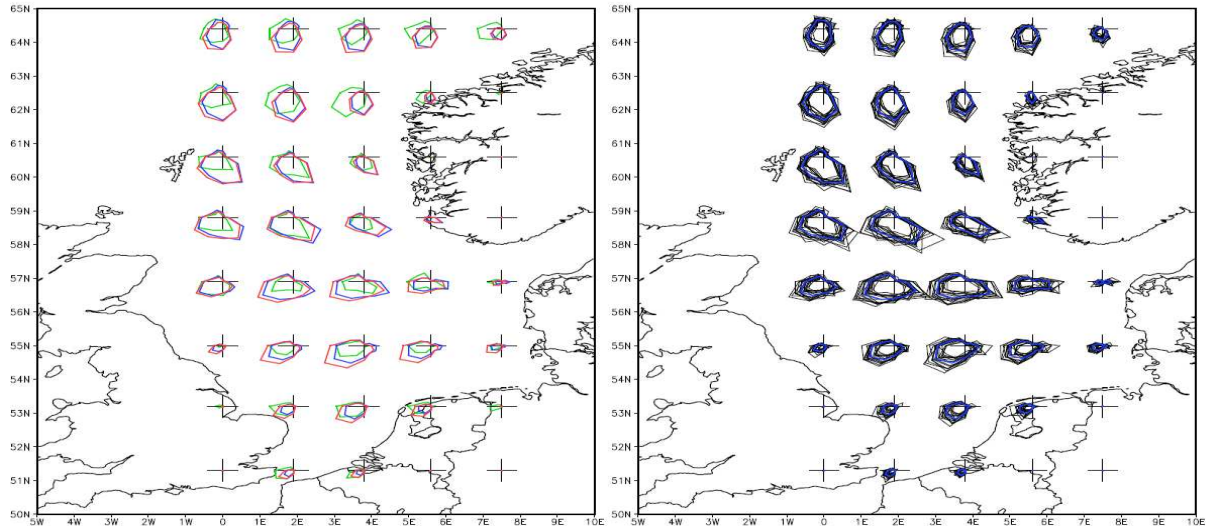 65N 65N
64N 64N
63N 63N
62N 62N
61N 61N
60N 60N
59N 59N
58N 58N
57N 57N
56N 56N
55N 55N
54N 54N
53N 53N
52N 52N
51N 51N
50N 50N
5W 4W 3W 2W 1W 0 1E 2E 3E 4E 5E 6E 7E 8E 9E 10E 5W 4W 3W 2W 1W 0 1E 2E 3E 4E 5E 6E 7E 8E 9E 10E